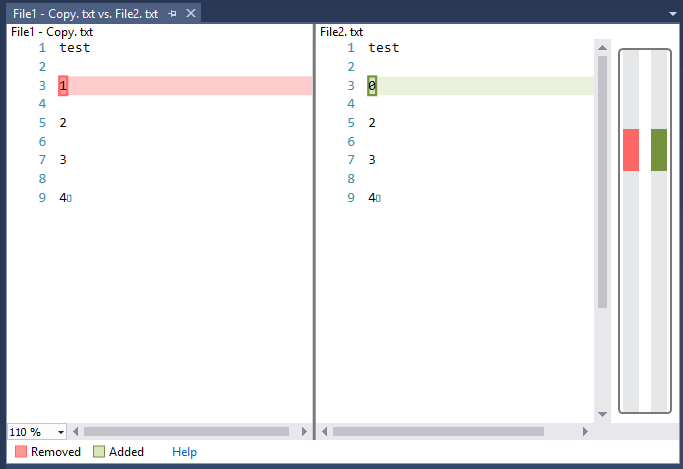 File1 - Copy. txt vs. File2. txt
File1 - Copy. txt
1 test
2
3 1
4
5 2
6
7 3
8
9 4▯
File2. txt
1 test
2
3 0
4
5 2
6
7 3
8
9 4▯
110 %
Removed Added Help